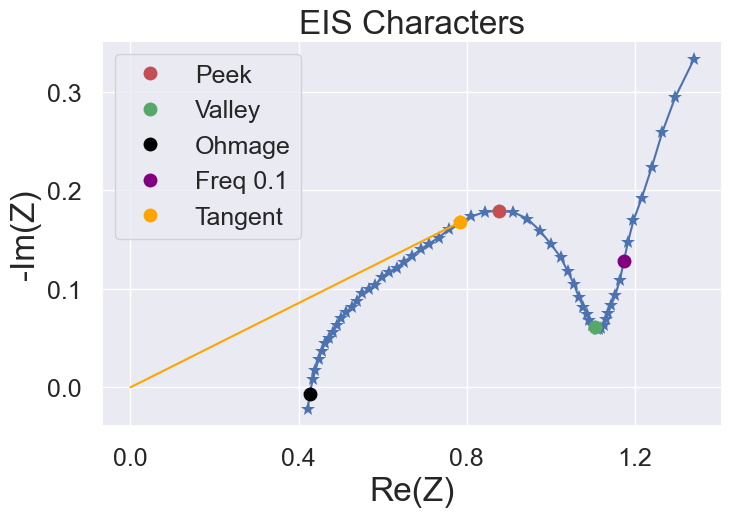 EIS Characters
Peek
Valley
Ohmage
Freq 0.1
Tangent
-Im(Z)
0.3
0.2
0.1
0.0
0.0 0.4 0.8 1.2
Re(Z)